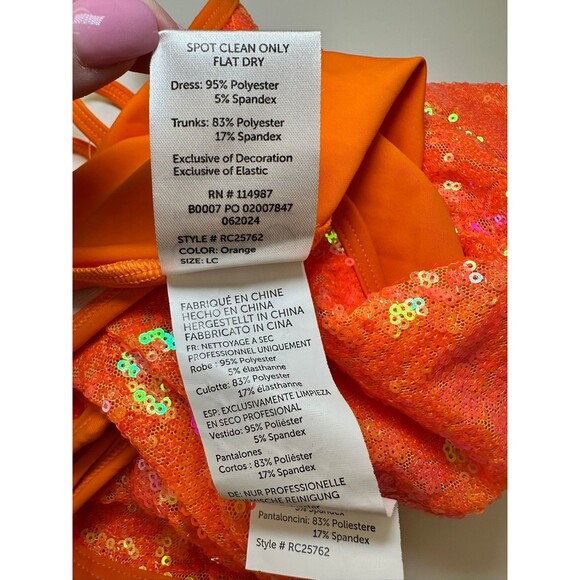 SPOT CLEAN ONLY
FLAT DRY
Dress: 95% Polyester
5% Spandex
Trunks: 83% Polyester
17% Spandex
Exclusive of Decoration
Exclusive of Elastic
RN # 114987
B0007 PO 02007847
062024
STYLE # RC25762
COLOR: Orange
SIZE: LC
FABRIQUÉ EN CHINE
HECHO EN CHINA
HERGESTELLT IN CHINA
FABBRICATO IN CINA
FR: NETTOYAGE A SEC
PROFESSIONNEL UNIQUEMENT
Robe : 95% Polyester
5% élasthanne
Culotte: 83% Polyester
17% élasthanne
ESP: EXCLUSIVAMENTE LIMPIEZA
EN SECO PROFESIONAL
Vestido: 95% Poliéster
5% Spandex
Pantalones
Cortos : 83% Poliéster
17% Spandex
DE: NUR PROFESSIONELLE
REINIGUNG
5% Spandex
Pantaloncini: 83% Poliestere
17% Spandex
Style # RC25762